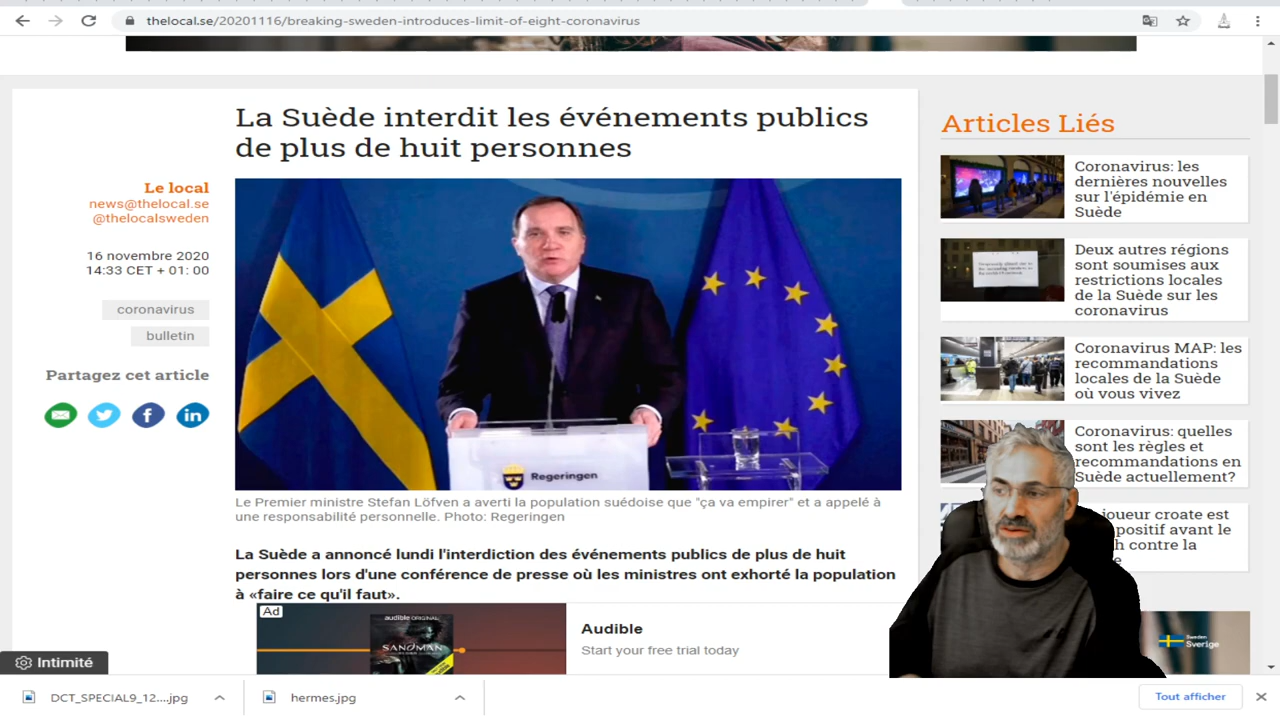 thelocal.se/20201116/breaking-sweden-introduces-limit-of-eight-coronavirus
La Suède interdit les événements publics
de plus de huit personnes
Le local
news@thelocal.se
@thelocalsweden
16 novembre 2020
14:33 CET + 01: 00
coronavirus
bulletin
Partagez cet article
in
Regeringen
Le Premier ministre Stefan Löfven a averti la population suédoise que "ça va empirer" et a appelé à
une responsabilité personnelle. Photo: Regeringen
La Suède a annoncé lundi l'interdiction des événements publics de plus de huit
personnes lors d'une conférence de presse où les ministres ont exhorté la population
à «faire ce qu'il faut».
Ad
audible ORIGINAL
SANDMAN
Audible
Start your free trial today
Articles Liés
Coronavirus: les
dernières nouvelles
sur l'épidémie en
Suède
Deux autres régions
sont soumises aux
restrictions locales
de la Suède sur les
coronavirus
Coronavirus MAP: les
recommandations
locales de la Suède
où vous vivez
Coronavirus: quelles
sont les règles et
recommandations en
Suède actuellement?
joueur croate est
positif avant le
contre la
Sweden
Sverige
Intimité
DCT_SPECIAL9_12....jpg
hermes.jpg
Tout afficher